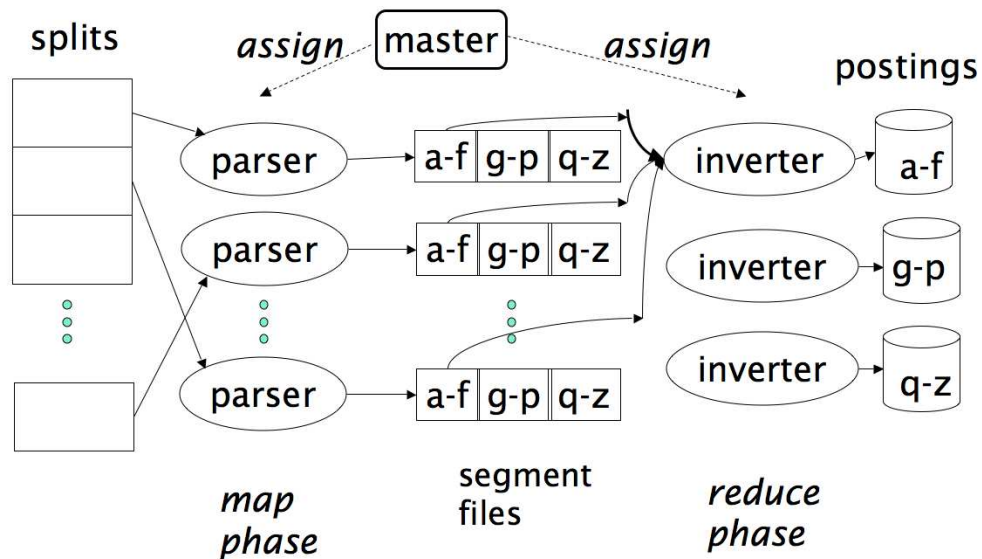 splits
assign
master
assign
postings
parser
a-f g-p q-z
inverter
a-f
parser
a-f g-p q-z
inverter
g-p
parser
a-f g-p q-z
inverter
q-z
map
phase
segment
files
reduce
phase